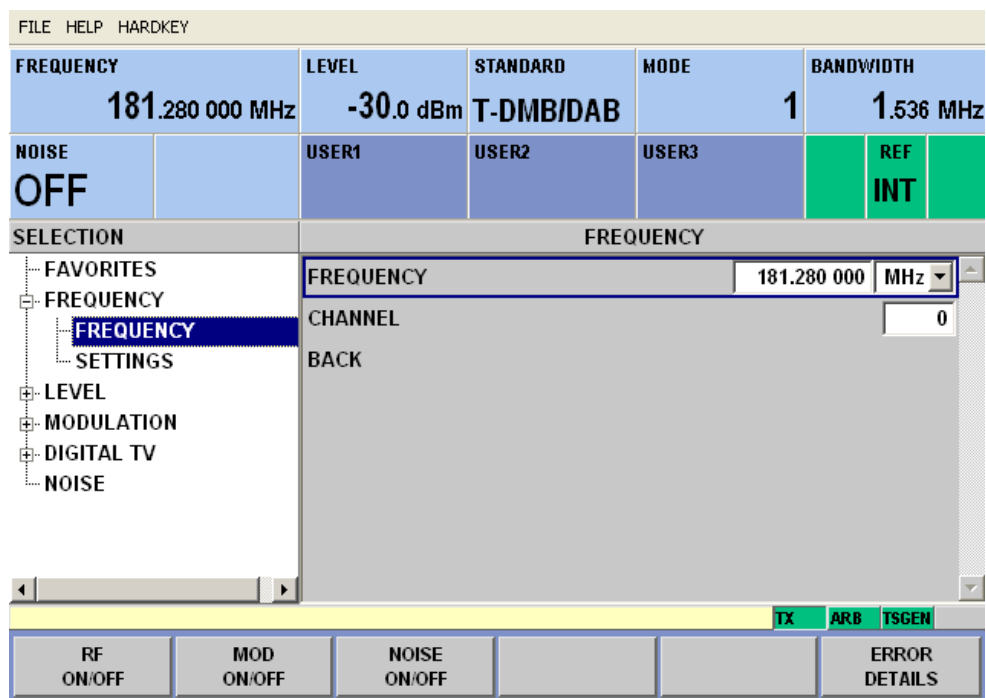 FILE HELP HARDKEY
FREQUENCY LEVEL STANDARD MODE BANDWIDTH
181.280 000 MHz -30.0 dBm T-DMB/DAB 1 1.536 MHz
NOISE USER1 USER2 USER3 REF
OFF INT
SELECTION FREQUENCY
FAVORITES
FREQUENCY
FREQUENCY
SETTINGS
LEVEL
MODULATION
DIGITAL TV
NOISE
FREQUENCY 181.280 000 MHz
CHANNEL 0
BACK
TX ARB TSGEN
RF ON/OFF
MOD ON/OFF
NOISE ON/OFF
ERROR DETAILS